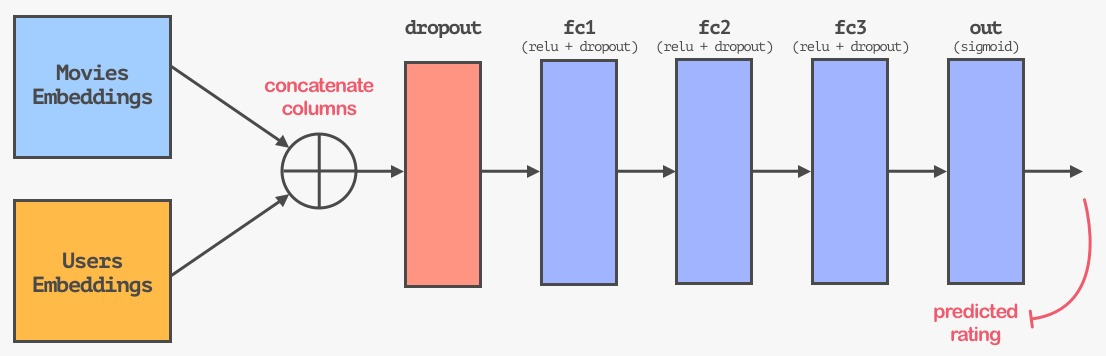 Movies
Embeddings
Users
Embeddings
concatenate
columns
dropout
fc1
(relu + dropout)
fc2
(relu + dropout)
fc3
(relu + dropout)
out
(sigmoid)
predicted
rating